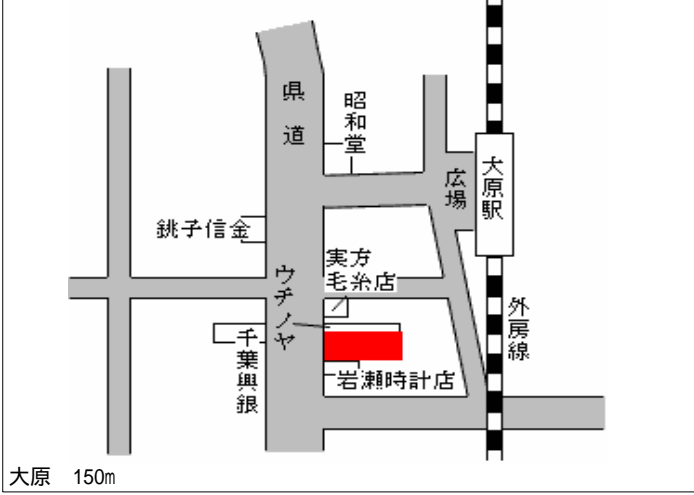 県道
昭和堂
広場
大原駅
銚子信金
実方
毛糸店
ウチノヤ
外房線
千葉興銀
岩瀬時計店
大原 150m